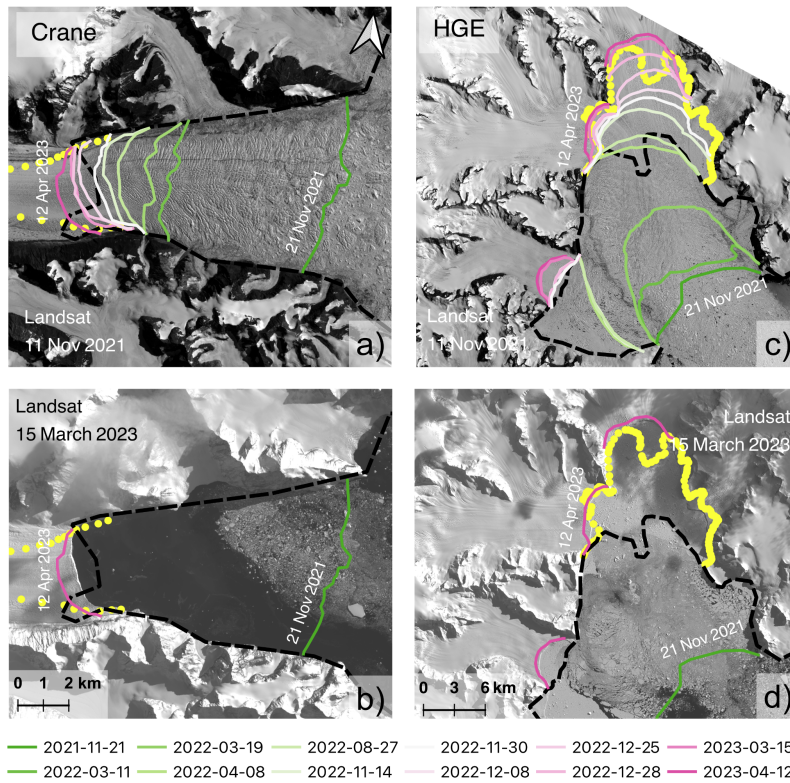 Crane
12 Apr 2023
21 Nov 2021
Landsat
11 Nov 2021
a)
HGE
12 Apr 2023
21 Nov 2021
Landsat
11 Nov 2021
c)
Landsat
15 March 2023
12 Apr 2023
21 Nov 2021
0 1 2 km
b)
Landsat
15 March 2023
12 Apr 2023
21 Nov 2021
0 3 6 km
d)
2021-11-21 2022-03-19 2022-08-27 2022-11-30 2022-12-25 2023-03-15
2022-03-11 2022-04-08 2022-11-14 2022-12-08 2022-12-28 2023-04-12